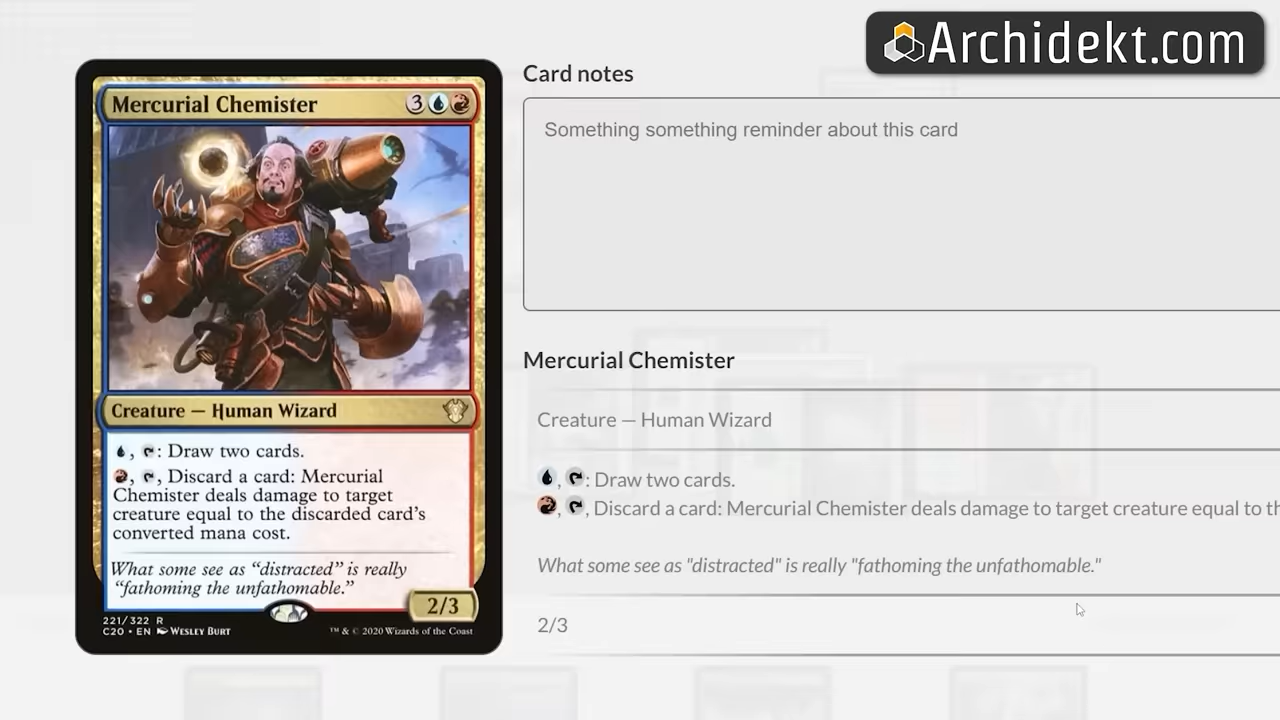 Archidekt.com
Mercurial Chemister 3
Creature — Human Wizard
, : Draw two cards.
, , Discard a card: Mercurial
Chemister deals damage to target
creature equal to the discarded card's
converted mana cost.
What some see as “distracted” is really
“fathoming the unfathomable.”
2/3
221/322 R
C20 • EN Wesley Burt
™ & © 2020 Wizards of the Coast
Card notes
Something something reminder about this card
Mercurial Chemister
Creature — Human Wizard
, : Draw two cards.
, , Discard a card: Mercurial Chemister deals damage to target creature equal to th
What some see as "distracted" is really "fathoming the unfathomable."
2/3